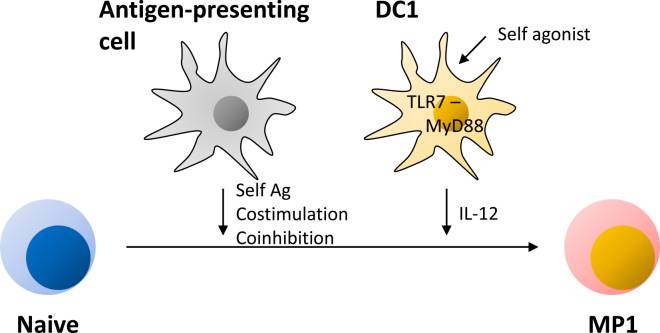 Antigen-presenting
cell
DC1
Self agonist
TLR7 –
MyD88
Self Ag
Costimulation
Coinhibition
IL-12
Naive
MP1